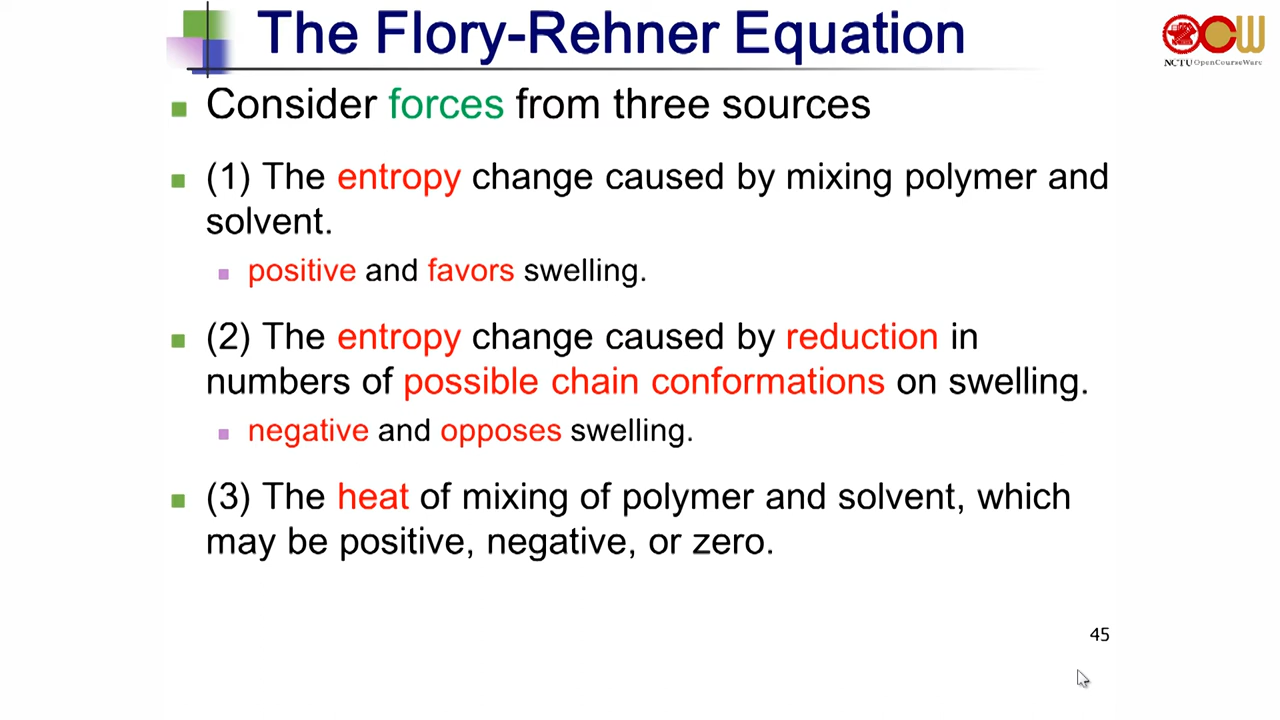 The Flory-Rehner Equation
OCW
NCTU OpenCourseWare
Consider forces from three sources
(1) The entropy change caused by mixing polymer and
solvent.
positive and favors swelling.
(2) The entropy change caused by reduction in
numbers of possible chain conformations on swelling.
negative and opposes swelling.
(3) The heat of mixing of polymer and solvent, which
may be positive, negative, or zero.
45